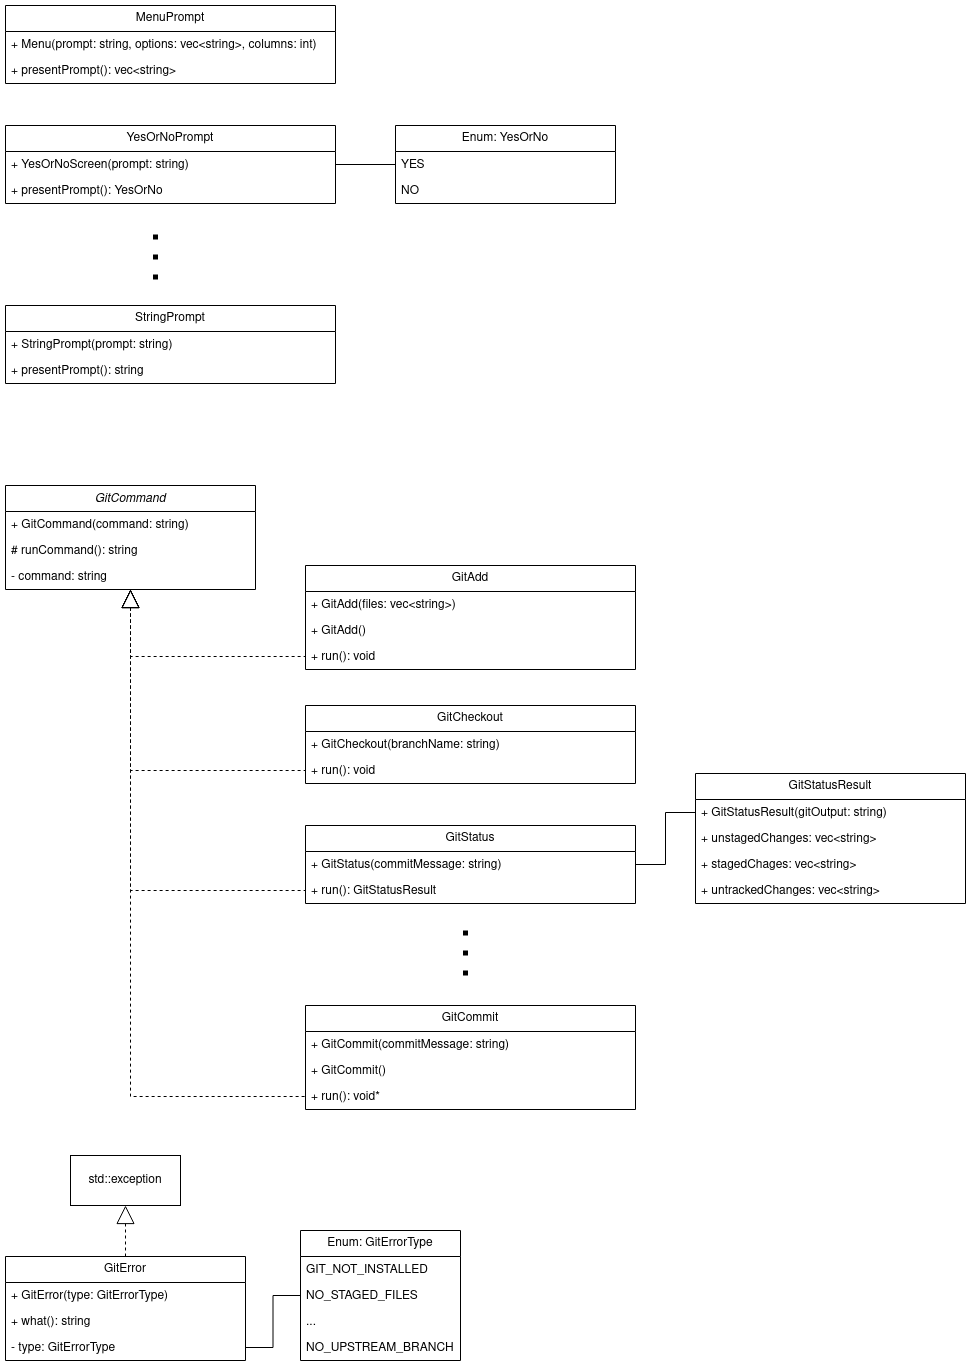 MenuPrompt
+ Menu(prompt: string, options: vec<string>, columns: int)
+ presentPrompt(): vec<string>
YesOrNoPrompt
+ YesOrNoScreen(prompt: string)
+ presentPrompt(): YesOrNo
Enum: YesOrNo
YES
NO
StringPrompt
+ StringPrompt(prompt: string)
+ presentPrompt(): string
GitCommand
+ GitCommand(command: string)
# runCommand(): string
- command: string
GitAdd
+ GitAdd(files: vec<string>)
+ GitAdd()
+ run(): void
GitCheckout
+ GitCheckout(branchName: string)
+ run(): void
GitStatus
+ GitStatus(commitMessage: string)
+ run(): GitStatusResult
GitStatusResult
+ GitStatusResult(gitOutput: string)
+ unstagedChanges: vec<string>
+ stagedChages: vec<string>
+ untrackedChanges: vec<string>
GitCommit
+ GitCommit(commitMessage: string)
+ GitCommit()
+ run(): void*
std::exception
GitError
+ GitError(type: GitErrorType)
+ what(): string
- type: GitErrorType
Enum: GitErrorType
GIT_NOT_INSTALLED
NO_STAGED_FILES
...
NO_UPSTREAM_BRANCH